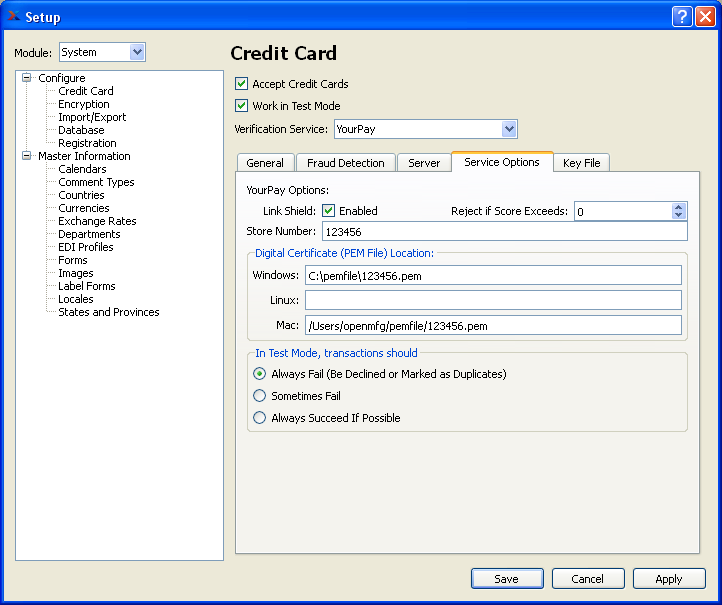 Setup
Module: System
Configure
Credit Card
Encryption
Import/Export
Database
Registration
Master Information
Calendars
Comment Types
Countries
Currencies
Exchange Rates
Departments
EDI Profiles
Forms
Images
Label Forms
Locales
States and Provinces
Credit Card
Accept Credit Cards
Work in Test Mode
Verification Service: YourPay
General Fraud Detection Server Service Options Key File
YourPay Options:
Link Shield: Enabled Reject if Score Exceeds: 0
Store Number: 123456
Digital Certificate (PEM File) Location:
Windows: C:\pemfile\123456.pem
Linux:
Mac: /Users/openmfg/pemfile/123456.pem
In Test Mode, transactions should
Always Fail (Be Declined or Marked as Duplicates)
Sometimes Fail
Always Succeed If Possible
Save Cancel Apply